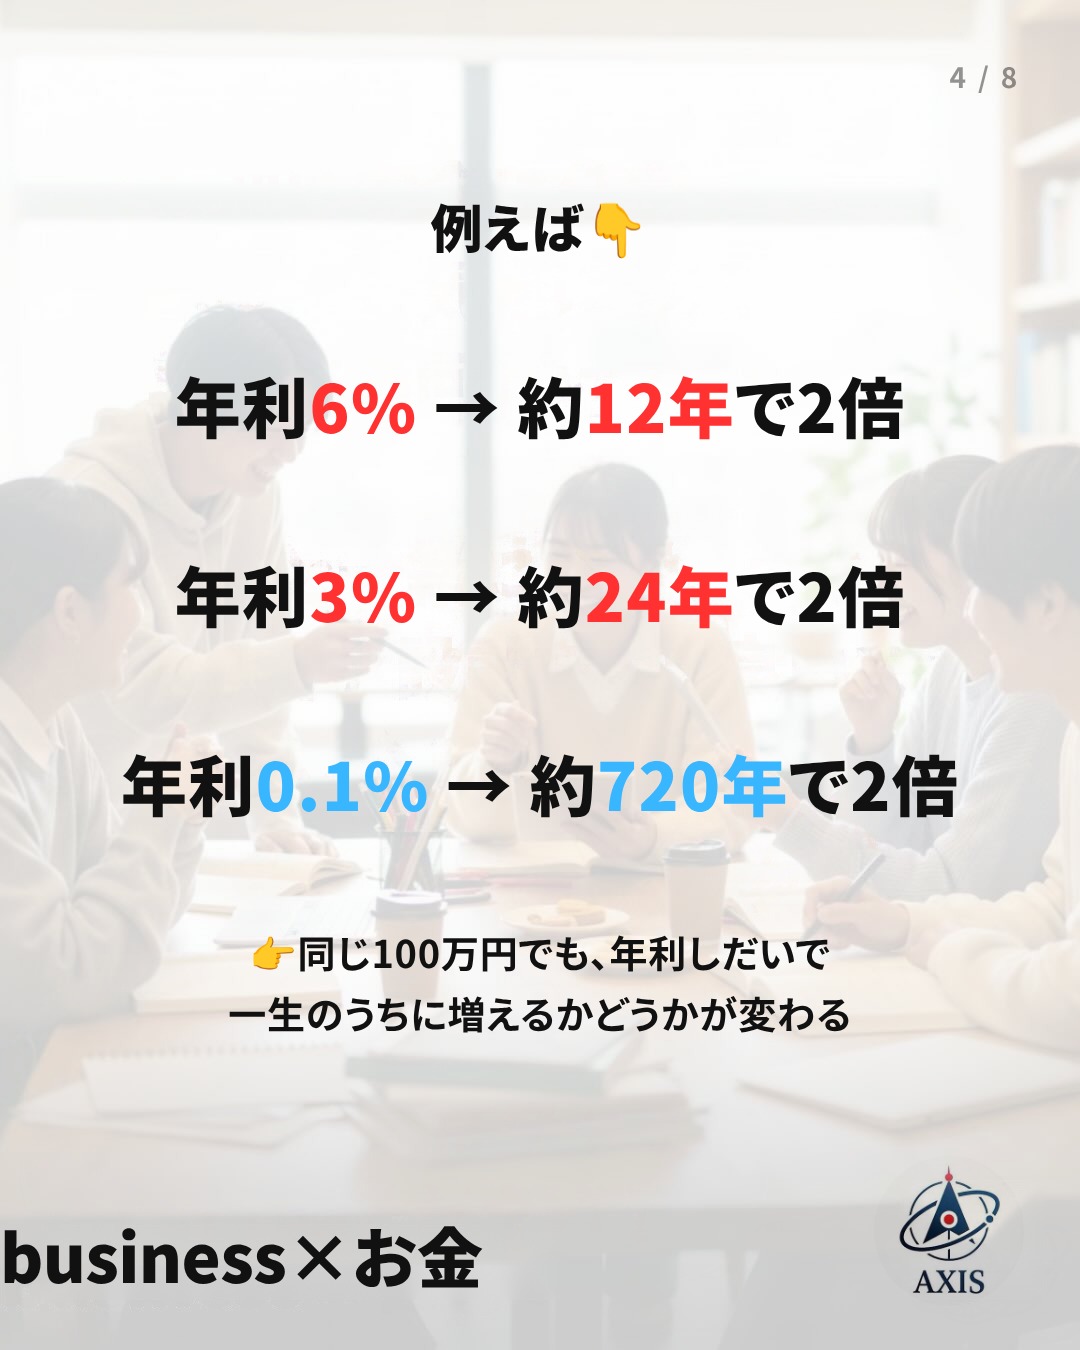 4 / 8
例えば👇
年利6% → 約12年で2倍
年利3% → 約24年で2倍
年利0.1% → 約720年で2倍
👉同じ100万円でも、年利しだいで
一生のうちに増えるかどうかが変わる
business×お金
AXIS